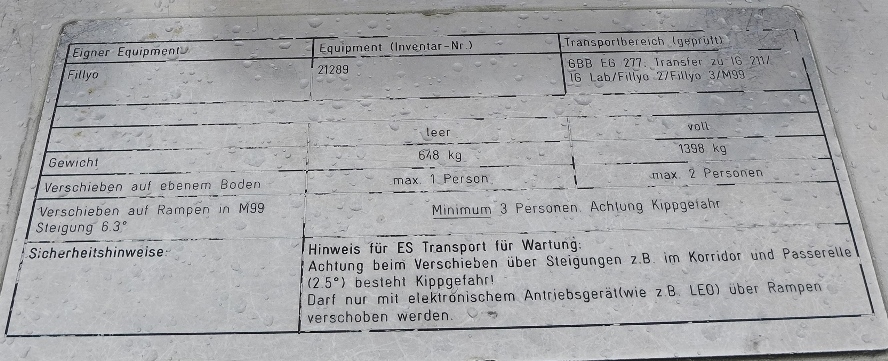 Eigner Equipment
Equipment (Inventar-Nr.)
Transportbereich (geprüft)
Fillyo
21289
GBB EG 277. Transfer zu 1G 211/
1G Lab/Fillyo 2/Fillyo 3/M99
leer
voll
Gewicht
648 kg
1398 kg
Verschieben auf ebenem Boden
max. 1 Person
max. 2 Personen
Verschieben auf Rampen in M99
Steigung 6.3°
Minimum 3 Personen. Achtung Kippgefahr
Sicherheitshinweise:
Hinweis für ES Transport für Wartung:
Achtung beim Verschieben über Steigungen z.B. im Korridor und Passerelle
(2.5°) besteht Kippgefahr!
Darf nur mit elektronischem Antriebsgerät(wie z.B. LEO) über Rampen
verschoben werden.